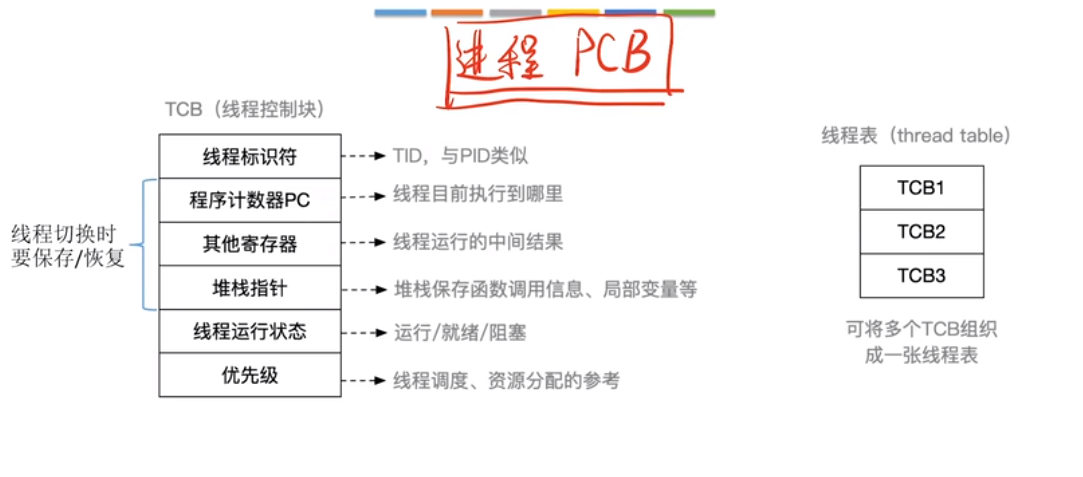 进程 PCB
TCB（线程控制块）
线程标识符
TID，与PID类似
程序计数器PC
线程目前执行到哪里
其他寄存器
线程运行的中间结果
堆栈指针
堆栈保存函数调用信息、局部变量等
线程运行状态
运行/就绪/阻塞
优先级
线程调度、资源分配的参考
线程切换时
要保存/恢复
线程表（thread table）
TCB1
TCB2
TCB3
可将多个TCB组织
成一张线程表